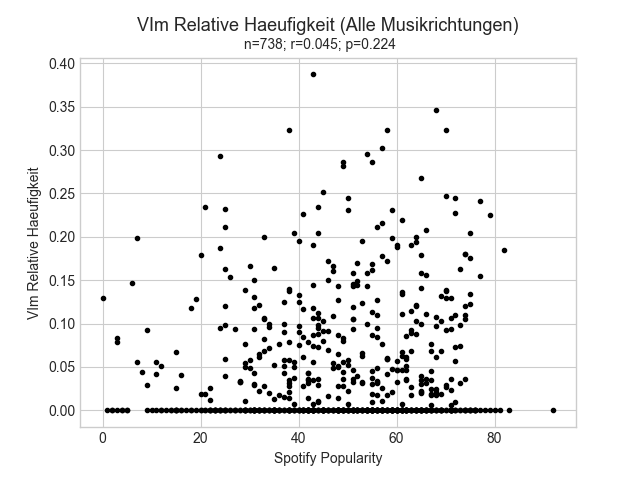 VIm Relative Haeufigkeit (Alle Musikrichtungen)
n=738; r=0.045; p=0.224
0.40
0.35
0.30
0.25
0.20
0.15
0.10
0.05
0.00
VIm Relative Haeufigkeit
0 20 40 60 80
Spotify Popularity